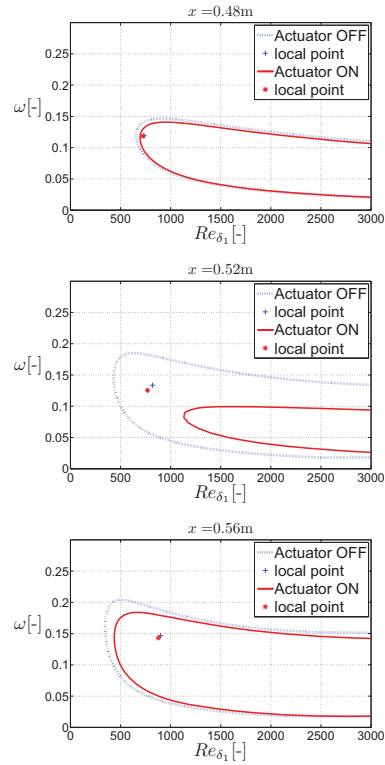 x =0.48m
Actuator OFF
local point
Actuator ON
local point
ω[-]
0.25
0.2
0.15
0.1
0.05
0
0 500 1000 1500 2000 2500 3000
Reδ₁[-]
x =0.52m
Actuator OFF
local point
Actuator ON
local point
ω[-]
0.25
0.2
0.15
0.1
0.05
0
0 500 1000 1500 2000 2500 3000
Reδ₁[-]
x =0.56m
Actuator OFF
local point
Actuator ON
local point
ω[-]
0.25
0.2
0.15
0.1
0.05
0
0 500 1000 1500 2000 2500 3000
Reδ₁[-]